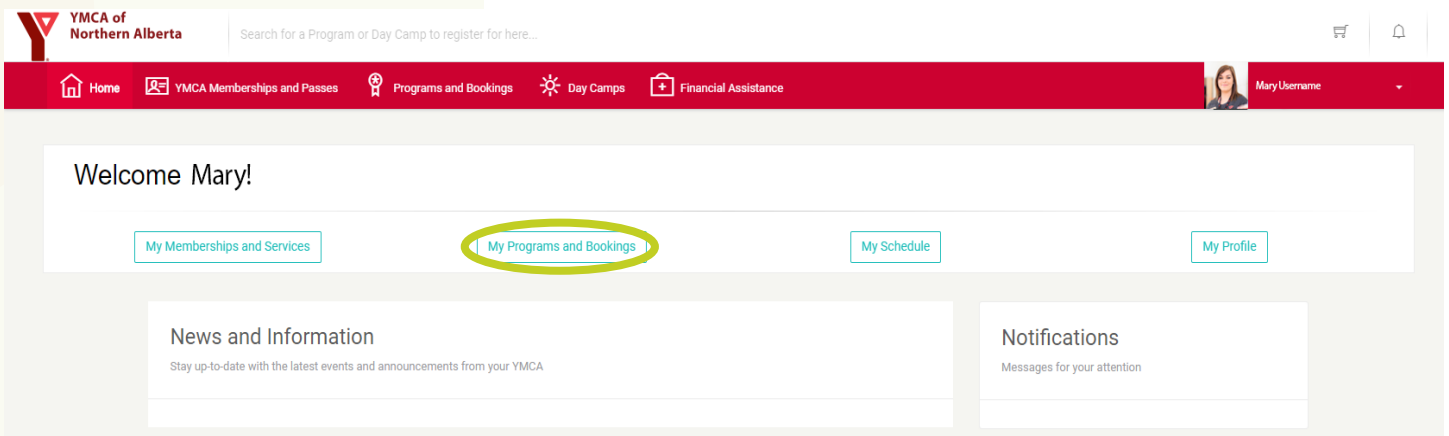 YMCA of
Northern Alberta
Search for a Program or Day Camp to register for here...
Home YMCA Memberships and Passes Programs and Bookings Day Camps Financial Assistance Mary Username
Welcome Mary!
My Memberships and Services My Programs and Bookings My Schedule My Profile
News and Information
Stay up-to-date with the latest events and announcements from your YMCA
Notifications
Messages for your attention